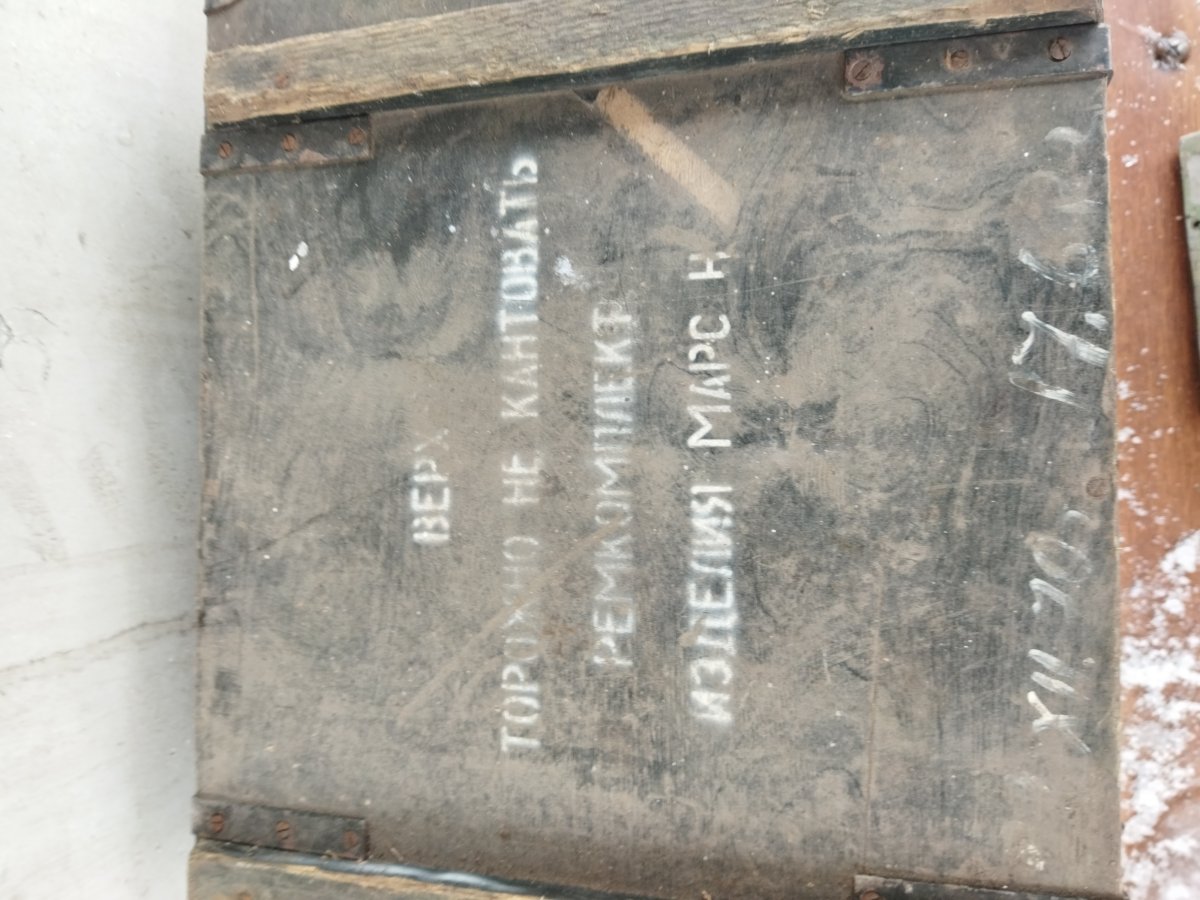 ВЕРХ
ТОРОЖНО НЕ КАНТОВАТЬ
РЕМКОМПЛЕКТ
ИЗДЕЛИЯ МАРС Н